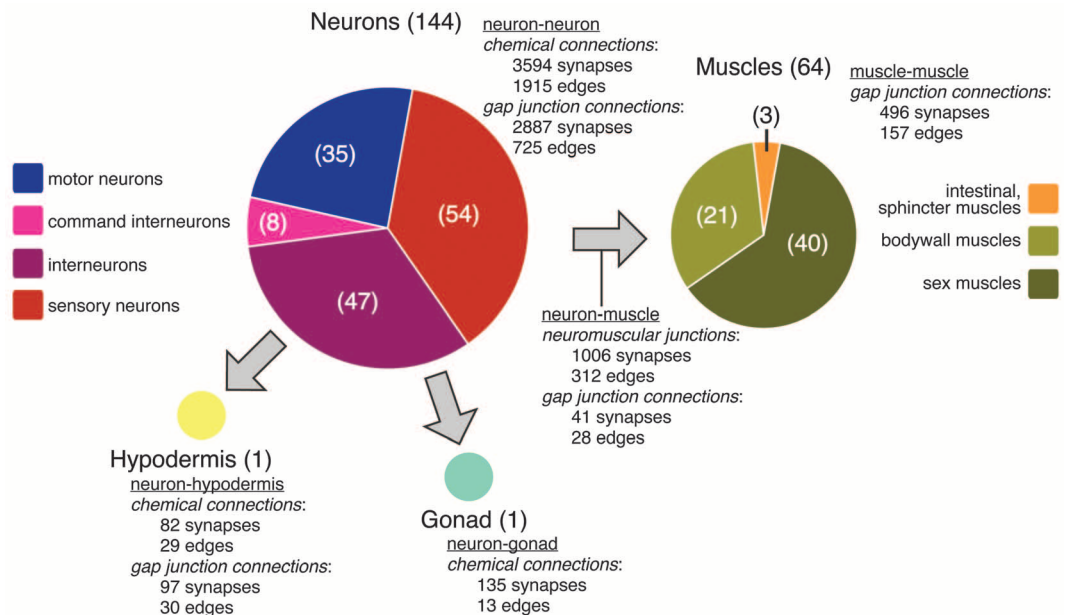 Neurons (144)
neuron-neuron
chemical connections:
3594 synapses
1915 edges
gap junction connections:
2887 synapses
725 edges
Muscles (64)
muscle-muscle
gap junction connections:
496 synapses
157 edges
(35)
(8)
(54)
(47)
motor neurons
command interneurons
interneurons
sensory neurons
(3)
(21)
(40)
intestinal,
sphincter muscles
bodywall muscles
sex muscles
neuron-muscle
neuromuscular junctions:
1006 synapses
312 edges
gap junction connections:
41 synapses
28 edges
Hypodermis (1)
neuron-hypodermis
chemical connections:
82 synapses
29 edges
gap junction connections:
97 synapses
30 edges
Gonad (1)
neuron-gonad
chemical connections:
135 synapses
13 edges